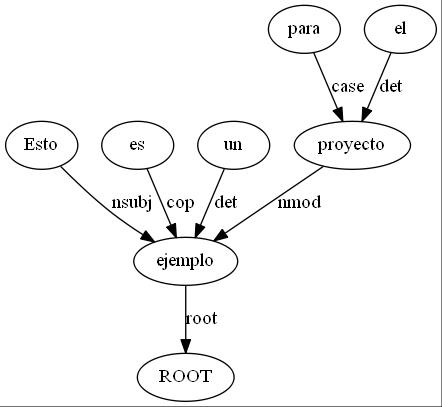 para el
case det
Esto es un proyecto
nsubj cop det nmod
ejemplo
root
ROOT